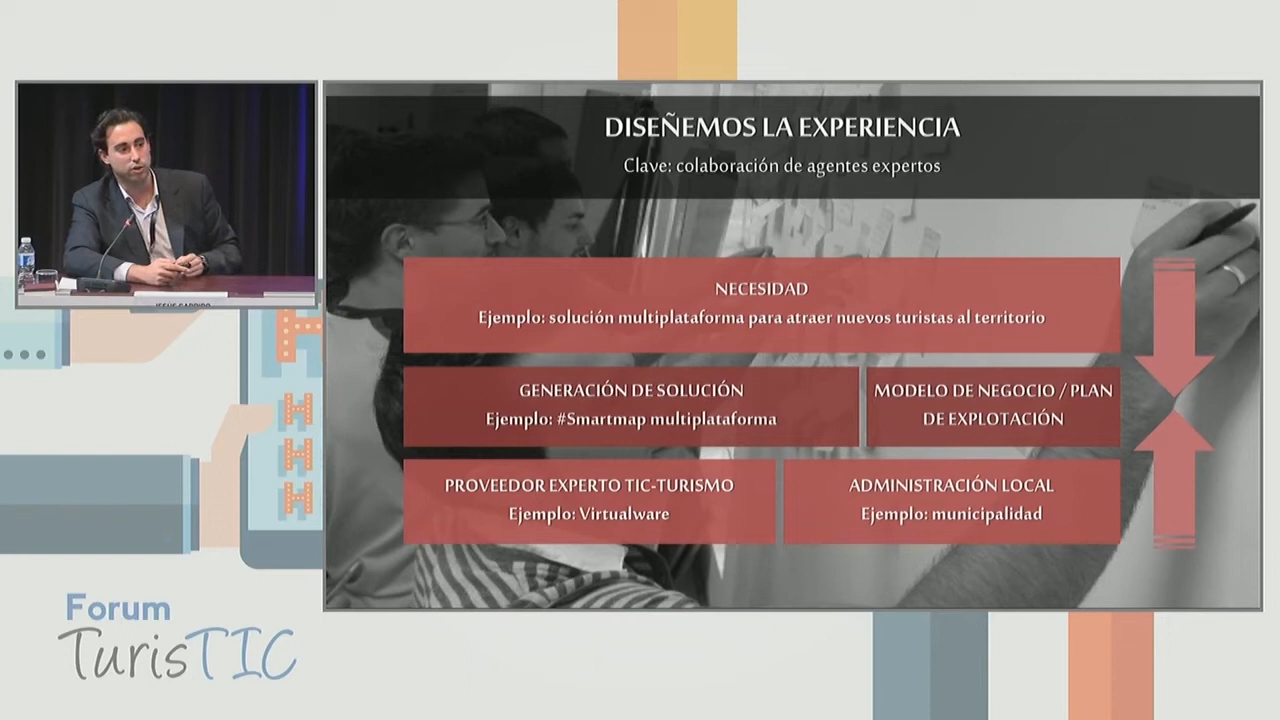 DISEÑEMOS LA EXPERIENCIA
Clave: colaboración de agentes expertos
NECESIDAD
Ejemplo: solución multiplataforma para atraer nuevos turistas al territorio
GENERACIÓN DE SOLUCIÓN
Ejemplo: #Smartmap multiplataforma
MODELO DE NEGOCIO / PLAN
DE EXPLOTACIÓN
PROVEEDOR EXPERTO TIC-TURISMO
Ejemplo: Virtualware
ADMINISTRACIÓN LOCAL
Ejemplo: municipalidad
H
H
H
H
Forum
TurisTIC